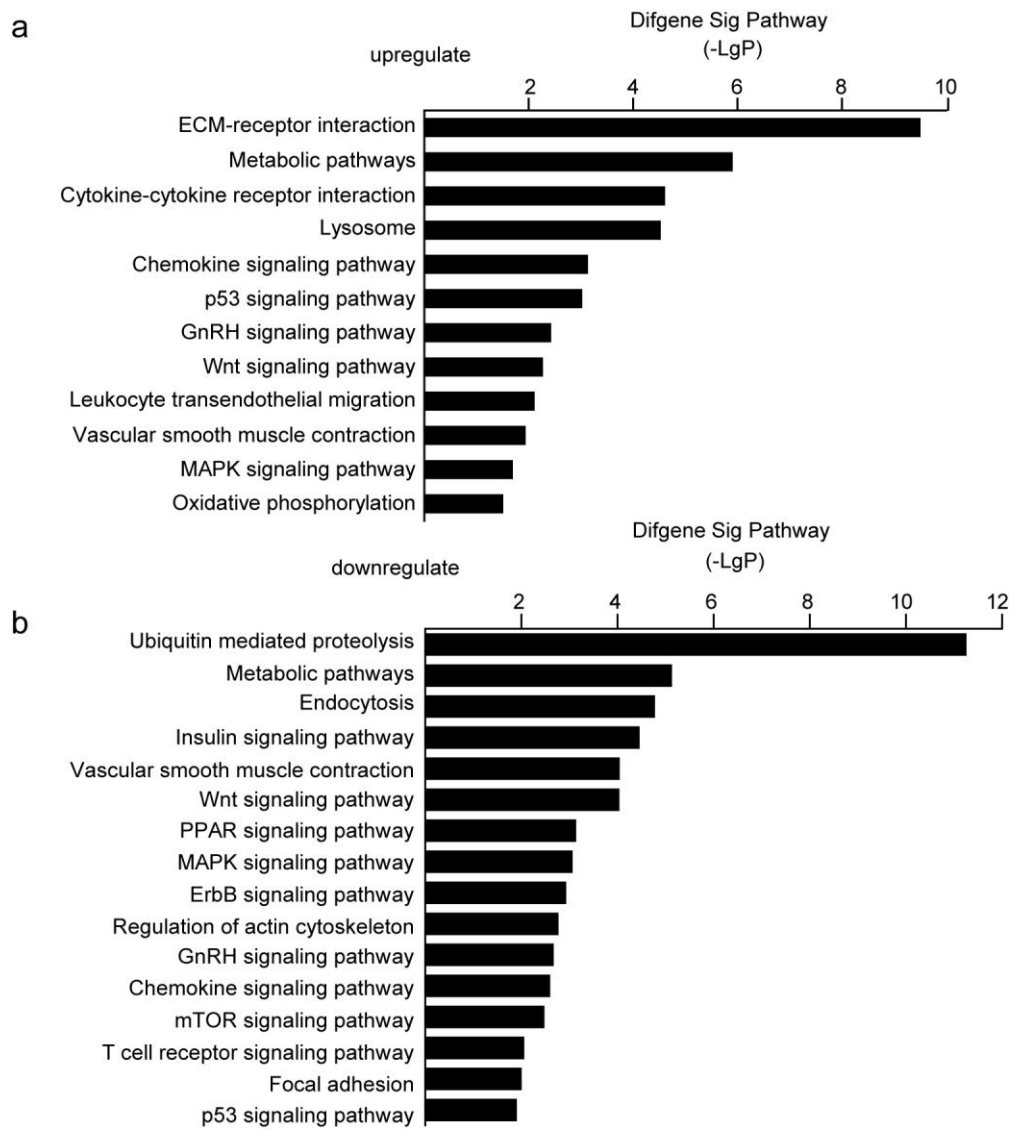 a
Difgene Sig Pathway
(-LgP)
upregulate
2 4 6 8 10
ECM-receptor interaction
Metabolic pathways
Cytokine-cytokine receptor interaction
Lysosome
Chemokine signaling pathway
p53 signaling pathway
GnRH signaling pathway
Wnt signaling pathway
Leukocyte transendothelial migration
Vascular smooth muscle contraction
MAPK signaling pathway
Oxidative phosphorylation
Difgene Sig Pathway
(-LgP)
downregulate
2 4 6 8 10 12
b
Ubiquitin mediated proteolysis
Metabolic pathways
Endocytosis
Insulin signaling pathway
Vascular smooth muscle contraction
Wnt signaling pathway
PPAR signaling pathway
MAPK signaling pathway
ErbB signaling pathway
Regulation of actin cytoskeleton
GnRH signaling pathway
Chemokine signaling pathway
mTOR signaling pathway
T cell receptor signaling pathway
Focal adhesion
p53 signaling pathway